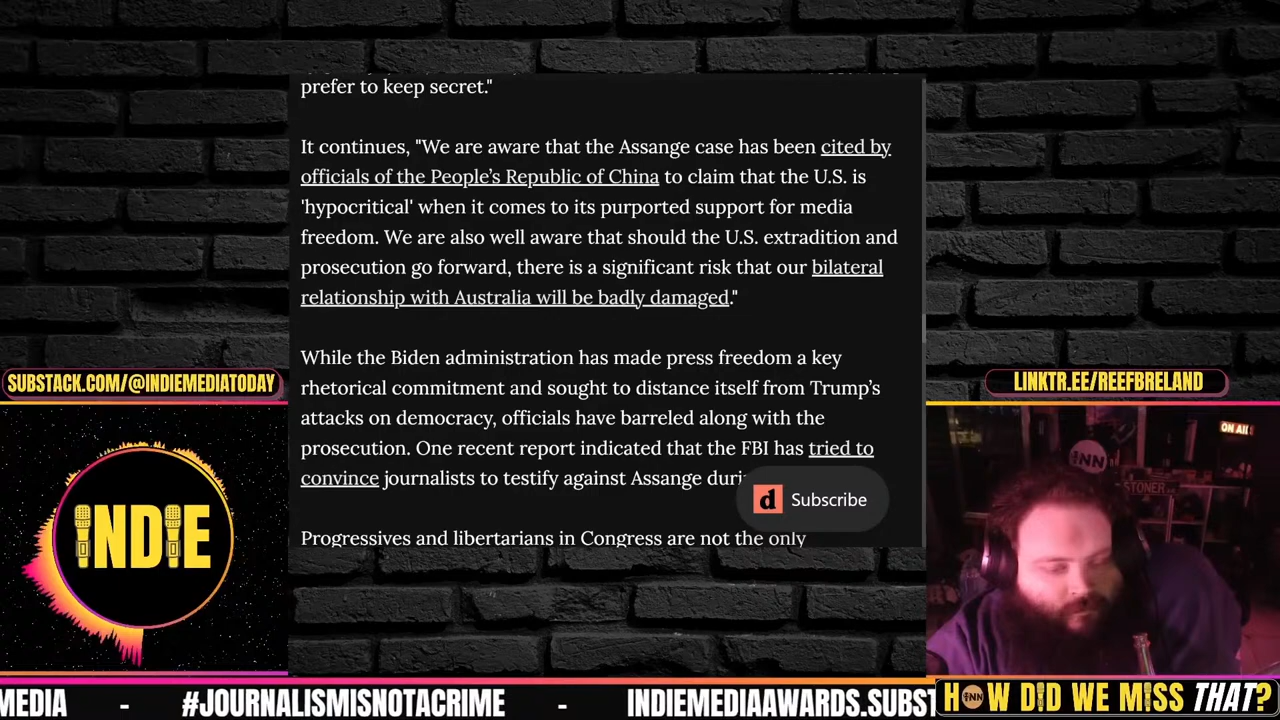 prefer to keep secret."
It continues, "We are aware that the Assange case has been cited by
officials of the People’s Republic of China to claim that the U.S. is
'hypocritical' when it comes to its purported support for media
freedom. We are also well aware that should the U.S. extradition and
prosecution go forward, there is a significant risk that our bilateral
relationship with Australia will be badly damaged."
While the Biden administration has made press freedom a key
rhetorical commitment and sought to distance itself from Trump’s
attacks on democracy, officials have barreled along with the
prosecution. One recent report indicated that the FBI has tried to
convince journalists to testify against Assange
d Subscribe
Progressives and libertarians in Congress are not the only
SUBSTACK.COM/@INDIEMEDIATODAY
INDIE
LINKTR.EE/REEFBRELAND
ON AIR
INN
STONER
MEDIA - #JOURNALISMISNOTACRIME - INDIEMEDIAAWARDS.SUBST
INN HOW DID WE MISS THAT?